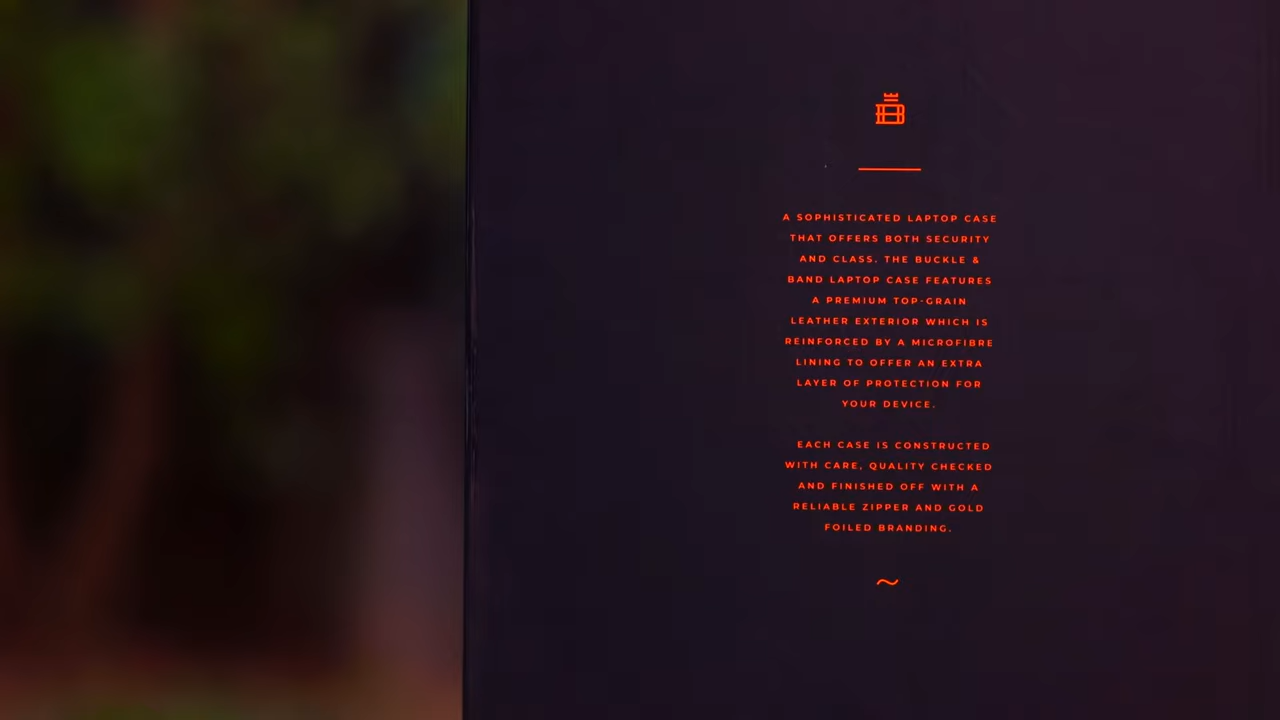 A SOPHISTICATED LAPTOP CASE
THAT OFFERS BOTH SECURITY
AND CLASS. THE BUCKLE &
BAND LAPTOP CASE FEATURES
A PREMIUM TOP-GRAIN
LEATHER EXTERIOR WHICH IS
REINFORCED BY A MICROFIBRE
LINING TO OFFER AN EXTRA
LAYER OF PROTECTION FOR
YOUR DEVICE.
EACH CASE IS CONSTRUCTED
WITH CARE, QUALITY CHECKED
AND FINISHED OFF WITH A
RELIABLE ZIPPER AND GOLD
FOILED BRANDING.
~